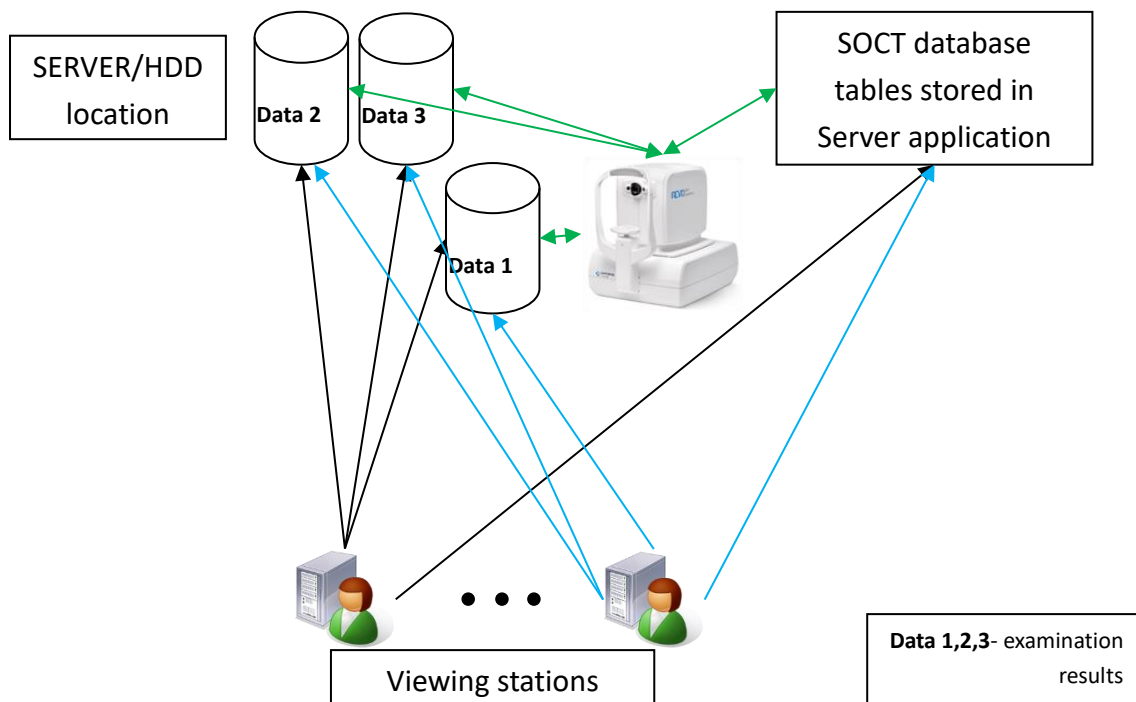 SERVER/HDD
location
Data 2
Data 3
SOCT database
tables stored in
Server application
REVO
Data 1
Viewing stations
Data 1,2,3- examination
results